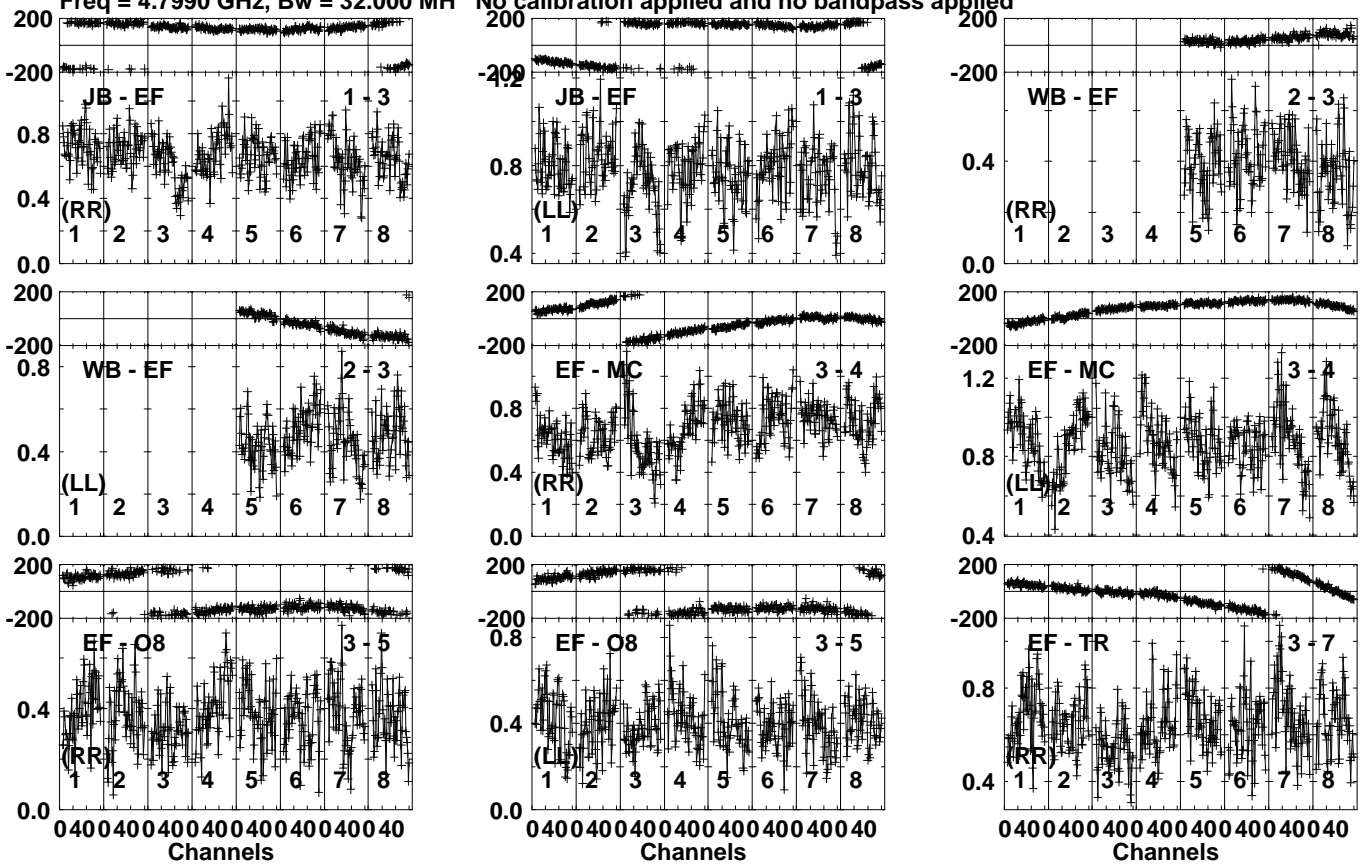 Freq = 4.7990 GHz, Bw = 32.000 MH No calibration applied and no bandpass applied
200 200 200
-200 -200 -200
1.2
JB - EF 1 - 3 JB - EF 1 - 3 WB - EF 2 - 3
0.8 0.8 0.4
0.4
(RR) (LL) (RR)
1 2 3 4 5 6 7 8 1 2 3 4 5 6 7 8 1 2 3 4 5 6 7 8
0.4
0.0 0.0
200 200 200
-200 -200 -200
0.8
WB - EF 2 - 3 EF - MC 3 - 4 EF - MC 3 - 4
1.2
0.8
0.4 0.4 0.8
(LL) (RR) (LL)
1 2 3 4 5 6 7 8 1 2 3 4 5 6 7 8 1 2 3 4 5 6 7 8
0.0 0.0 0.4
200 200 200
-200 -200 -200
0.8
EF - O8 3 - 5 EF - O8 3 - 5 EF - TR 3 - 7
0.8
0.4 0.4
(RR) (LL) (RR)
1 2 3 4 5 6 7 8 1 2 3 4 5 6 7 8 1 2 3 4 5 6 7 8
0.4
0.0 0.0
0 40 0 40 0 40 0 40 0 40 0 40 0 40 0 40 0 40 0 40 0 40 0 40 0 40 0 40 0 40 0 40 0 40 0 40 0 40 0 40 0 40 0 40 0 40 0 40
Channels Channels Channels